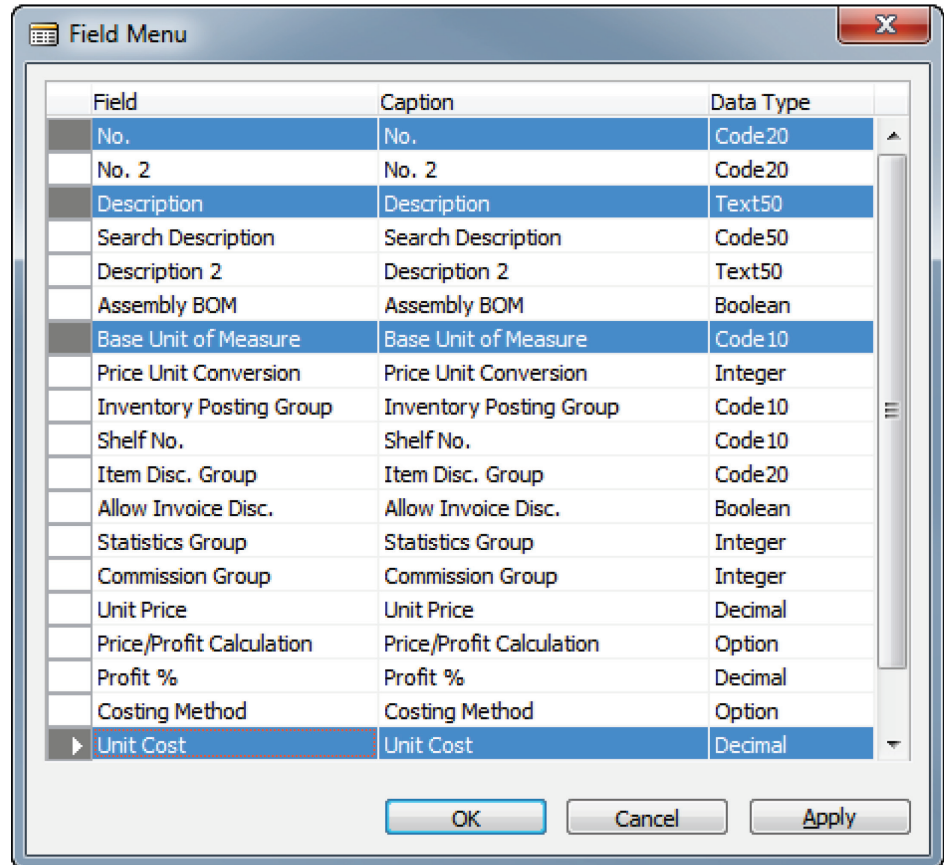 Field Menu
Field Caption Data Type
No. No. Code20
No. 2 No. 2 Code20
Description Description Text50
Search Description Search Description Code50
Description 2 Description 2 Text50
Assembly BOM Assembly BOM Boolean
Base Unit of Measure Base Unit of Measure Code10
Price Unit Conversion Price Unit Conversion Integer
Inventory Posting Group Inventory Posting Group Code10
Shelf No. Shelf No. Code10
Item Disc. Group Item Disc. Group Code20
Allow Invoice Disc. Allow Invoice Disc. Boolean
Statistics Group Statistics Group Integer
Commission Group Commission Group Integer
Unit Price Unit Price Decimal
Price/Profit Calculation Price/Profit Calculation Option
Profit % Profit % Decimal
Costing Method Costing Method Option
Unit Cost Unit Cost Decimal
OK Cancel Apply